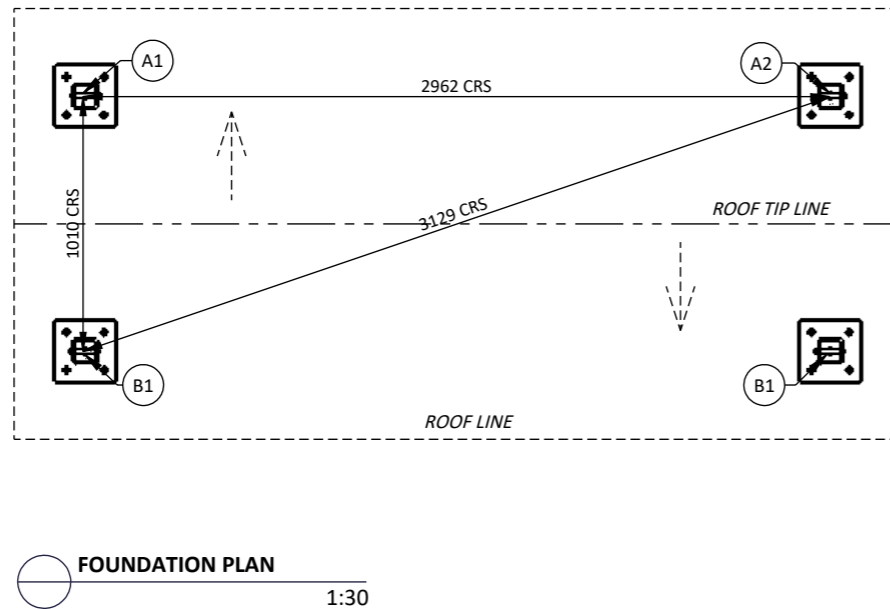 A1
A2
2962 CRS
1010 CRS
3129 CRS
ROOF TIP LINE
B1
B1
ROOF LINE
FOUNDATION PLAN
1:30